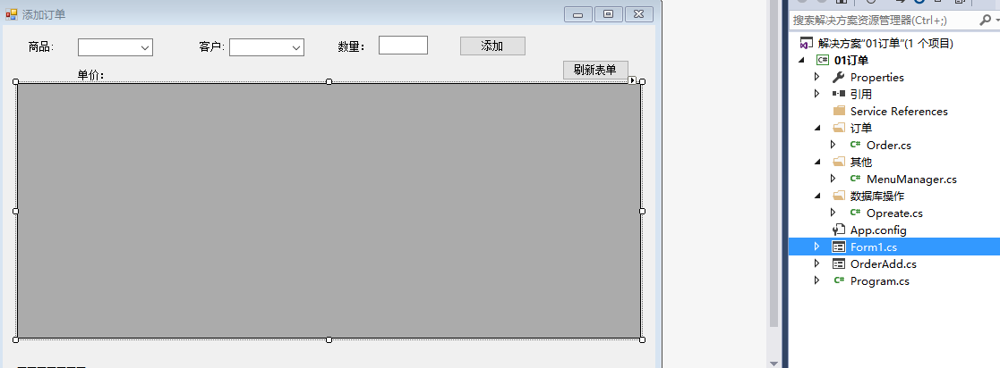 添加订单
商品:
客户:
数量:
添加
刷新表单
单价:
搜索解决方案资源管理器(Ctrl+;)
解决方案"01订单"(1 个项目)
C# 01订单
Properties
引用
Service References
订单
C# Order.cs
其他
C# MenuManager.cs
数据库操作
C# Opreate.cs
App.config
Form1.cs
OrderAdd.cs
C# Program.cs